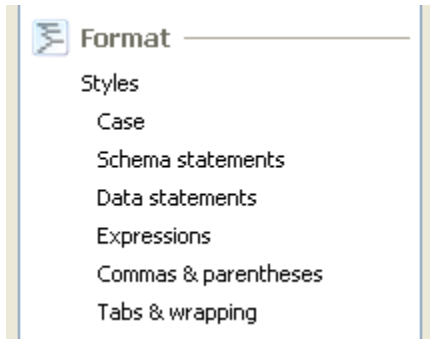 Format
Styles
Case
Schema statements
Data statements
Expressions
Commas & parentheses
Tabs & wrapping